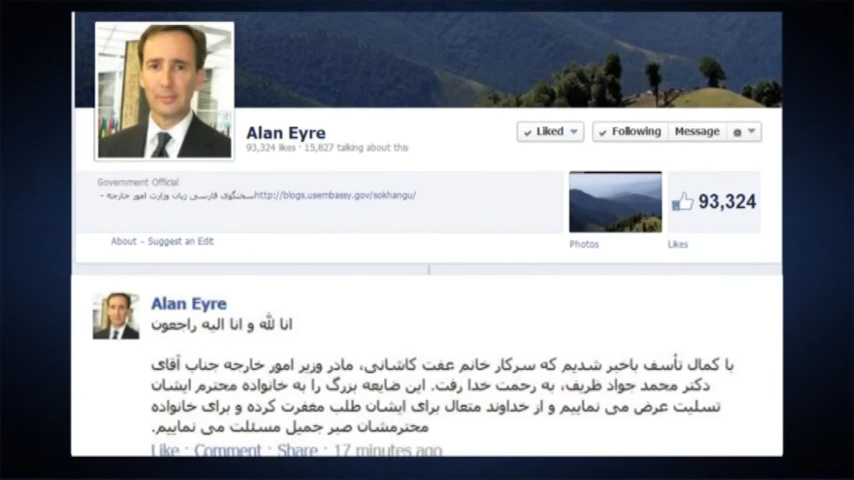 Alan Eyre
93,324 likes · 15,827 talking about this
Liked
Following
Message
Government Official
سخنگوی فارسی زبان وزارت امور خارجه - http://blogs.usembassy.gov/sokhangu/
93,324
About – Suggest an Edit
Photos
Likes
Alan Eyre
انا لله و انا اليه راجعون
با کمال تأسف باخبر شدیم که سرکار خانم عفت کاشانی، مادر وزیر امور خارجه جناب آقای
دکتر محمد جواد ظریف، به رحمت خدا رفت. این ضایعه بزرگ را به خانواده محترم ایشان
تسلیت عرض می نماییم و از خداوند متعال برای ایشان طلب مغفرت کرده و برای خانواده
محترمشان صبر جمیل مسئلت می نماییم.
Like · Comment · Share · 17 minutes ago